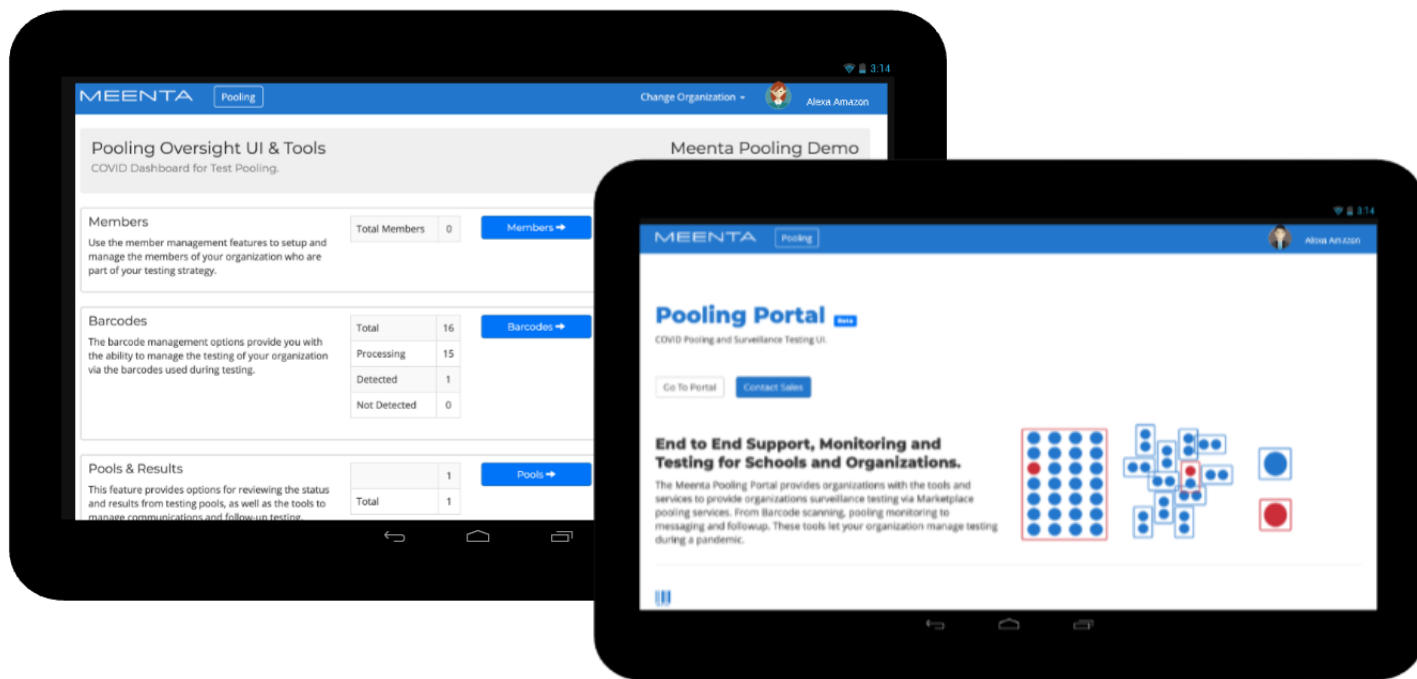 3:14
MEENTA Pooling Change Organization Alexa Amazon
Pooling Oversight UI & Tools Meenta Pooling Demo
COVID Dashboard for Test Pooling.
Members
Use the member management features to setup and
manage the members of your organization who are
part of your testing strategy.
Total Members 0
Members
Barcodes
The barcode management options provide you with
the ability to manage the testing of your organization
via the barcodes used during testing.
Total 16
Processing 15
Detected 1
Not Detected 0
Barcodes
Pools & Results
This feature provides options for reviewing the status
and results from testing pools, as well as the tools to
manage communications and follow-up testing.
1
Total 1
Pools
3:14
MEENTA Pooling Alexa Amazon
Pooling Portal Beta
COVID Pooling and Surveillance Testing UI.
Go To Portal Contact Sales
End to End Support, Monitoring and
Testing for Schools and Organizations.
The Meenta Pooling Portal provides organizations with the tools and
services to provide organizations surveillance testing via Marketplace
pooling services. From Barcode scanning, pooling monitoring to
messaging and followup. These tools let your organization manage testing
during a pandemic.